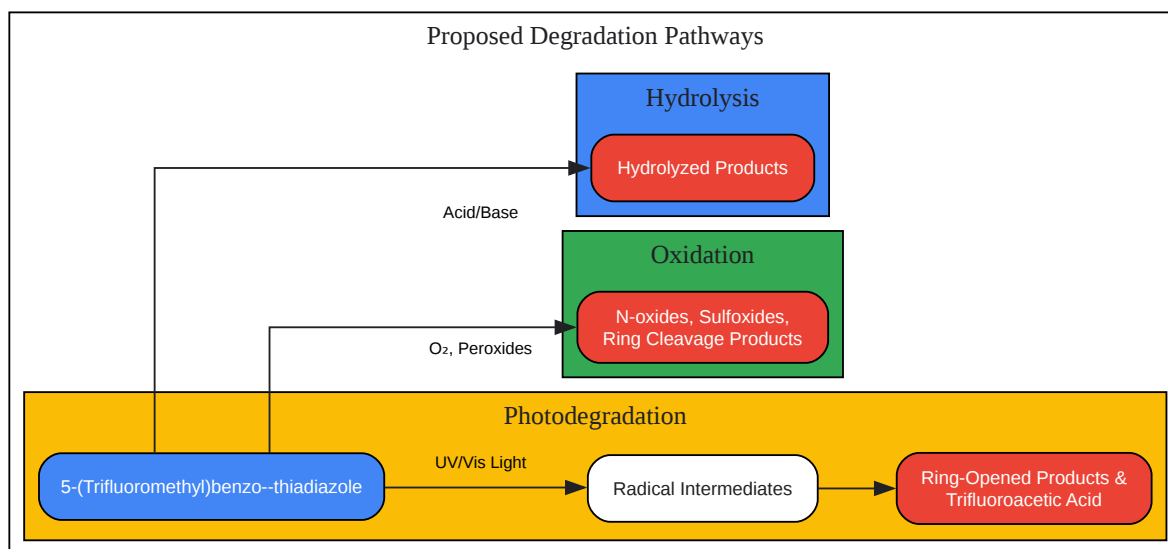 Proposed Degradation Pathways
Hydrolysis
Hydrolyzed Products
Acid/Base
Oxidation
N-oxides, Sulfoxides,
Ring Cleavage Products
O₂, Peroxides
Photodegradation
5-(Trifluoromethyl)benzo--thiadiazole
UV/Vis Light
Radical Intermediates
Ring-Opened Products &
Trifluoroacetic Acid